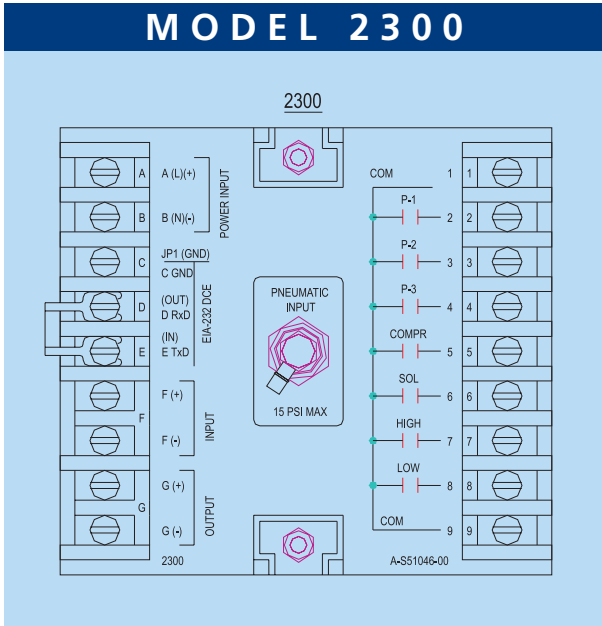 MODEL 2300
2300
A
A (L)(+)
B
B (N)(-)
POWER INPUT
C
JP1 (GND)
C GND
D
(OUT)
D RxD
E
(IN)
E TxD
EIA-232 DCE
F
F (+)
F (-)
INPUT
G
G (+)
G (-)
OUTPUT
2300
PNEUMATIC
INPUT
15 PSI MAX
COM 1 1
P-1
2 2
P-2
3 3
P-3
4 4
COMPR
5 5
SOL
6 6
HIGH
7 7
LOW
8 8
COM
9 9
A-S51046-00